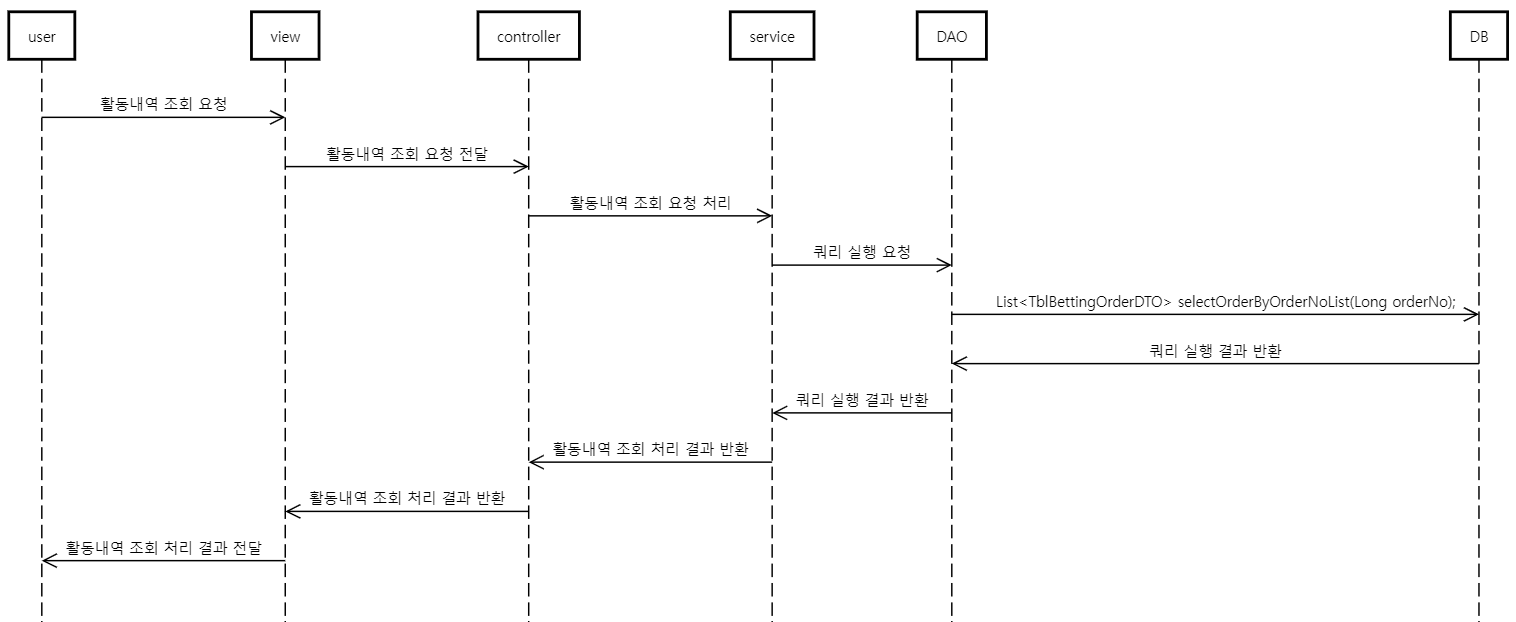 user
view
controller
service
DAO
DB
활동내역 조회 요청
활동내역 조회 요청 전달
활동내역 조회 요청 처리
쿼리 실행 요청
List<TblBettingOrderDTO> selectOrderByOrderNoList(Long orderNo);
쿼리 실행 결과 반환
쿼리 실행 결과 반환
활동내역 조회 처리 결과 반환
활동내역 조회 처리 결과 반환
활동내역 조회 처리 결과 전달